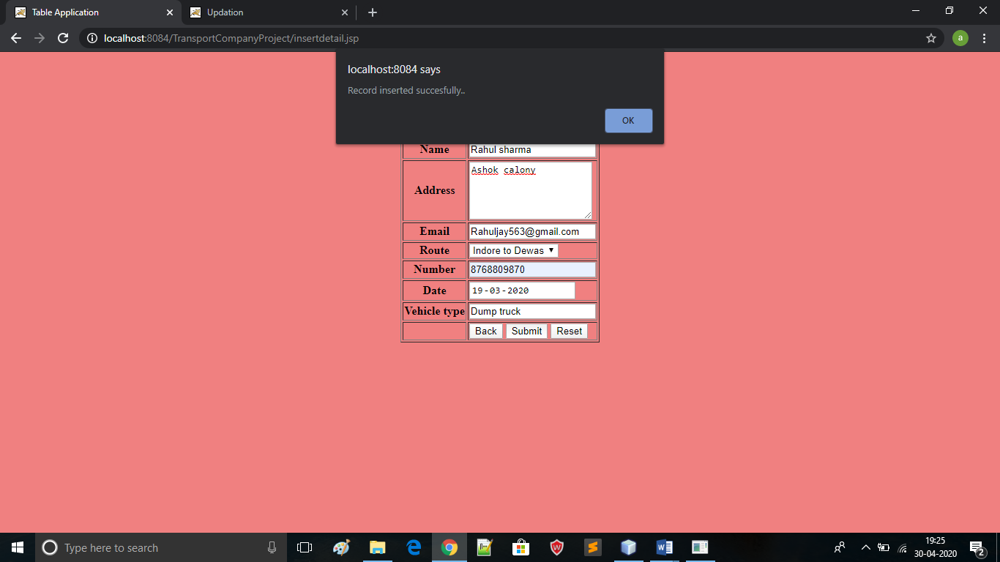 Table Application
Updation
localhost:8084/TransportCompanyProject/insertdetail.jsp
a
localhost:8084 says
Record inserted succesfully..
OK
Name Rahul sharma
Address Ashok calony
Email Rahuljay563@gmail.com
Route Indore to Dewas
Number 8768809870
Date 19-03-2020
Vehicle type Dump truck
Back Submit Reset
Type here to search
19:25
30-04-2020
2